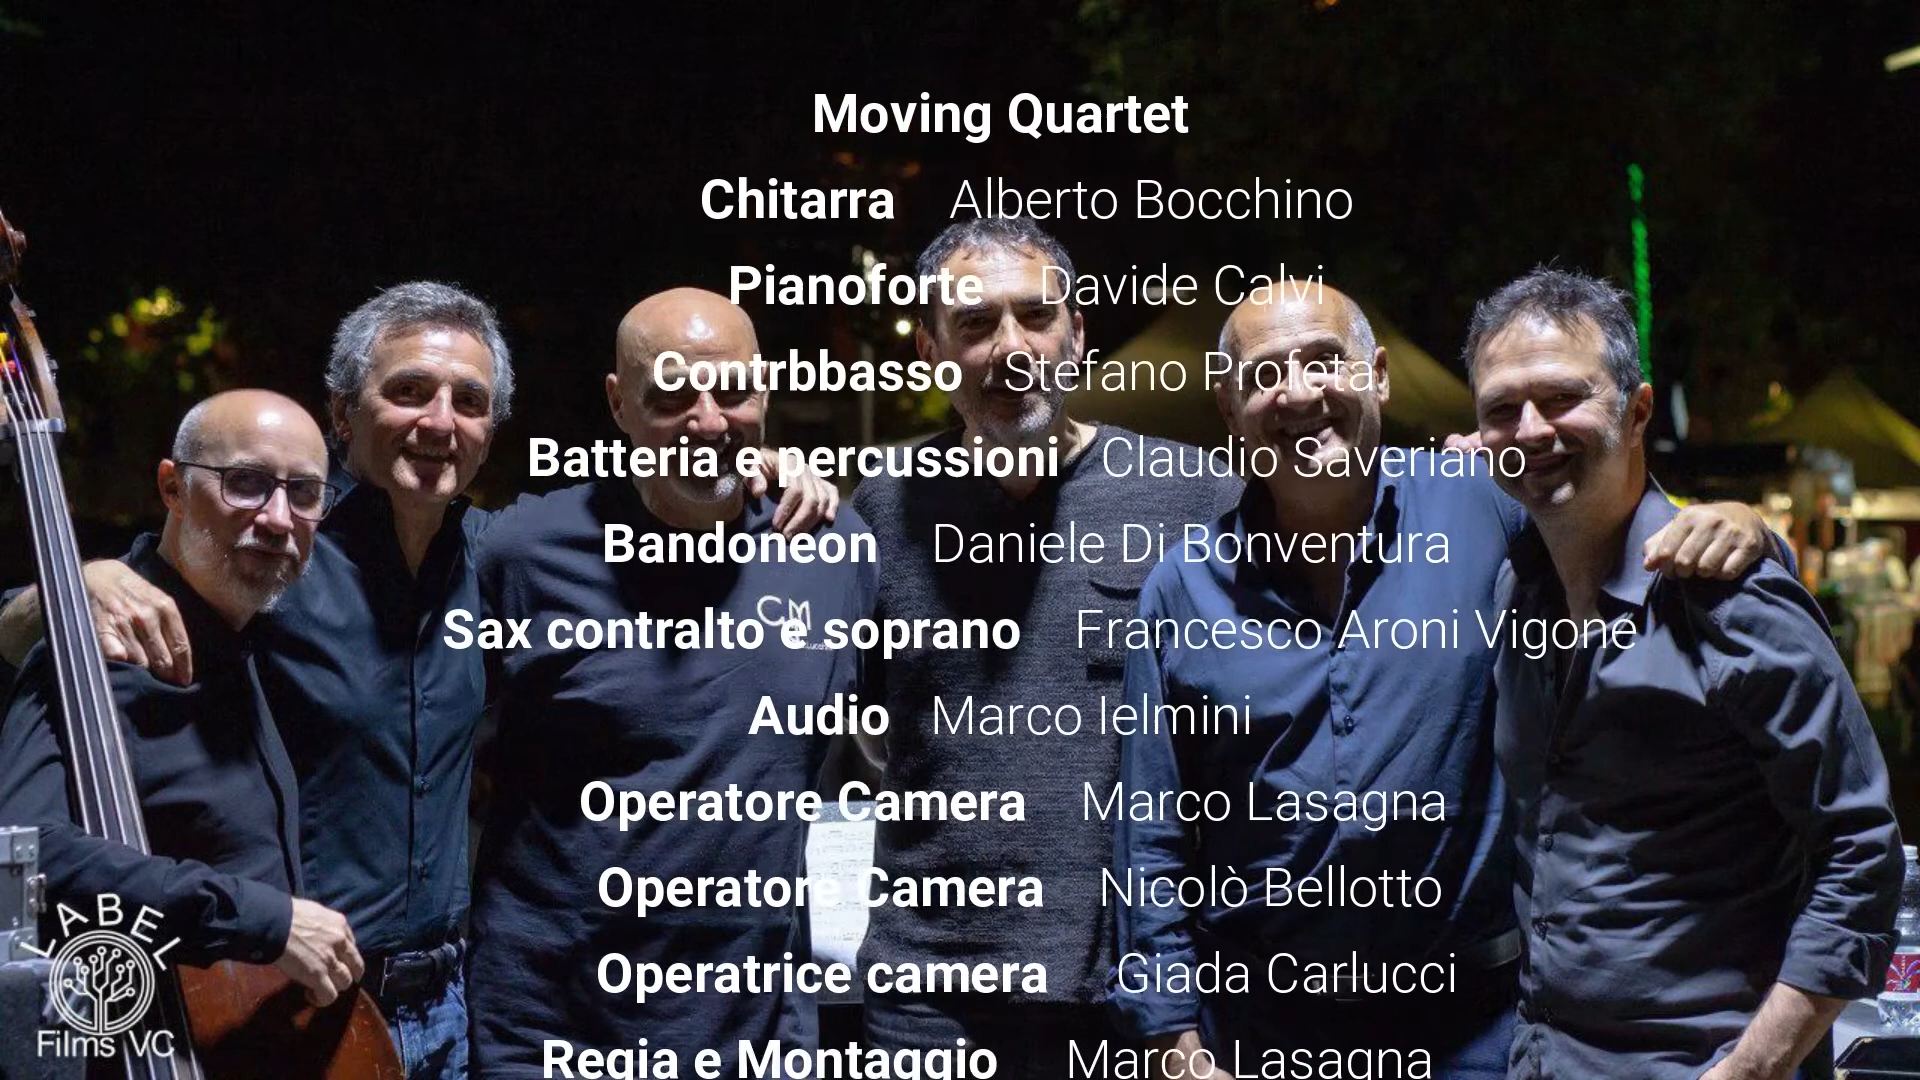 Moving Quartet
Chitarra Alberto Bocchino
Pianoforte Davide Calvi
Contrbbasso Stefano Profeta
Batteria e percussioni Claudio Saveriano
Bandoneon Daniele Di Bonventura
CM
Sax contralto e soprano Francesco Aroni Vigone
Audio Marco Ielmini
Operatore Camera Marco Lasagna
Operatore Camera Nicolò Bellotto
Operatrice camera Giada Carlucci
Regia e Montaggio Marco Lasagna
LABEL
Films VC